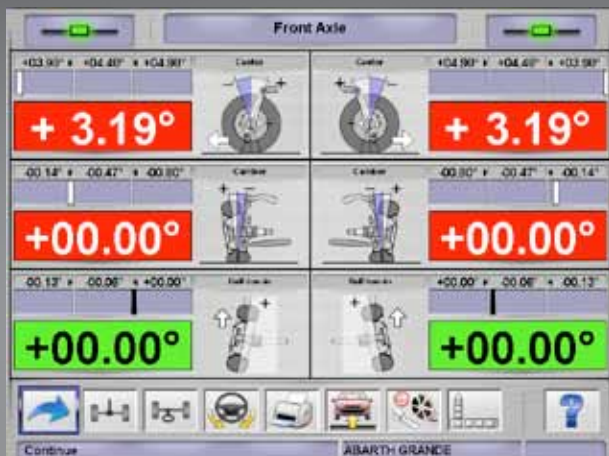 Front Axle
+03.90° +04.40° +04.90° Caster Caster +04.90° +04.40° +03.90°
+ 3.19° + 3.19°
-00.14° -00.47° -00.80° Camber Camber -00.80° -00.47° -00.14°
+00.00° +00.00°
-00.13° -00.06° +00.00° +00.00° -00.06° -00.13°
+00.00° +00.00°
Continue ABARTH GRANDE